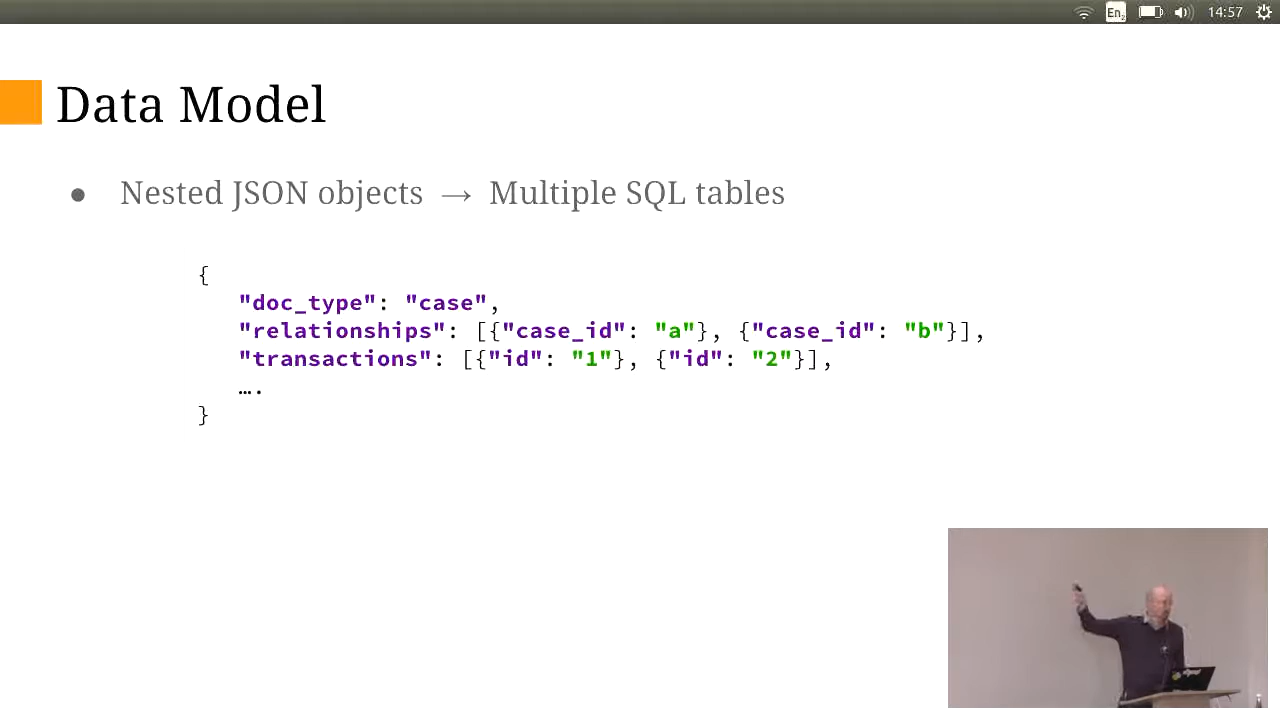 En₂ 14:57
Data Model
● Nested JSON objects → Multiple SQL tables
{
"doc_type": "case",
"relationships": [{"case_id": "a"}, {"case_id": "b"}],
"transactions": [{"id": "1"}, {"id": "2"}],
….
}